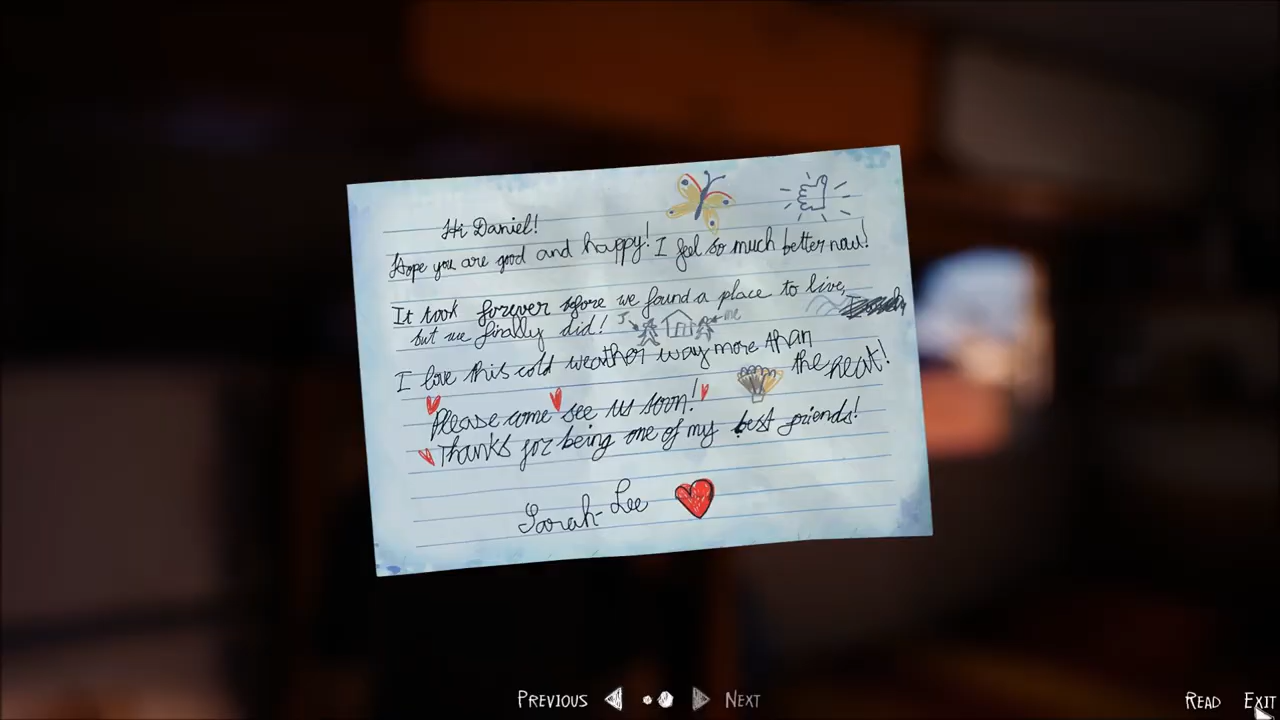 Hi Daniel!
Hope you are good and happy! I feel so much better now!
It took forever before we found a place to live,
but we finally did! J me
I love this cold weather way more than
the heat!
Please come see us soon!
Thanks for being one of my best friends!
Sarah-Lee
PREVIOUS NEXT
READ EXIT